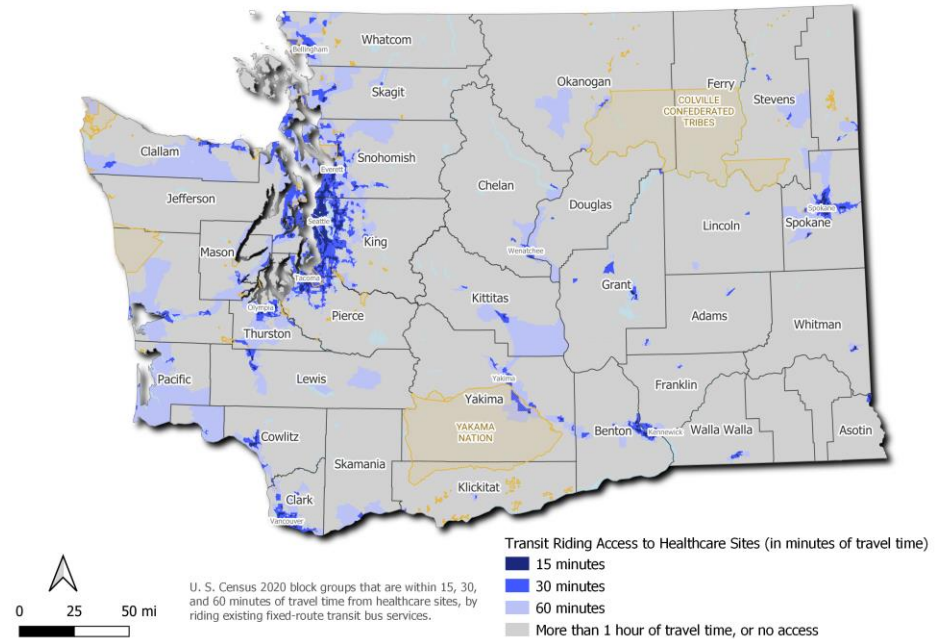 Whatcom
Bellingham
Okanogan
Ferry
Skagit
Stevens
COLVILLE
CONFEDERATED
TRIBES
Clallam
Snohomish
Everett
Chelan
Jefferson
Douglas
Seattle
Lincoln
Spokane
Spokane
King
Mason
Wenatchee
Tacoma
Kittitas
Grant
Olympia
Pierce
Adams
Whitman
Thurston
Pacific
Lewis
Yakima
Yakima
Franklin
YAKAMA
NATION
Benton
Kennewick
Walla Walla
Asotin
Cowlitz
Skamania
Klickitat
Clark
Vancouver
Transit Riding Access to Healthcare Sites (in minutes of travel time)
15 minutes
30 minutes
60 minutes
More than 1 hour of travel time, or no access
U. S. Census 2020 block groups that are within 15, 30,
and 60 minutes of travel time from healthcare sites, by
riding existing fixed-route transit bus services.
0 25 50 mi